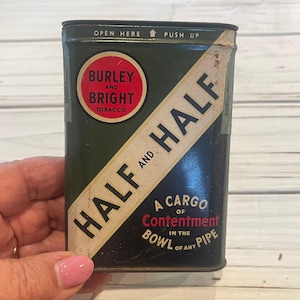 OPEN HERE PUSH UP
BURLEY
AND
BRIGHT
TOBACCO
HALF AND HALF
A CARGO
OF
Contentment
IN THE
BOWL OF ANY PIPE